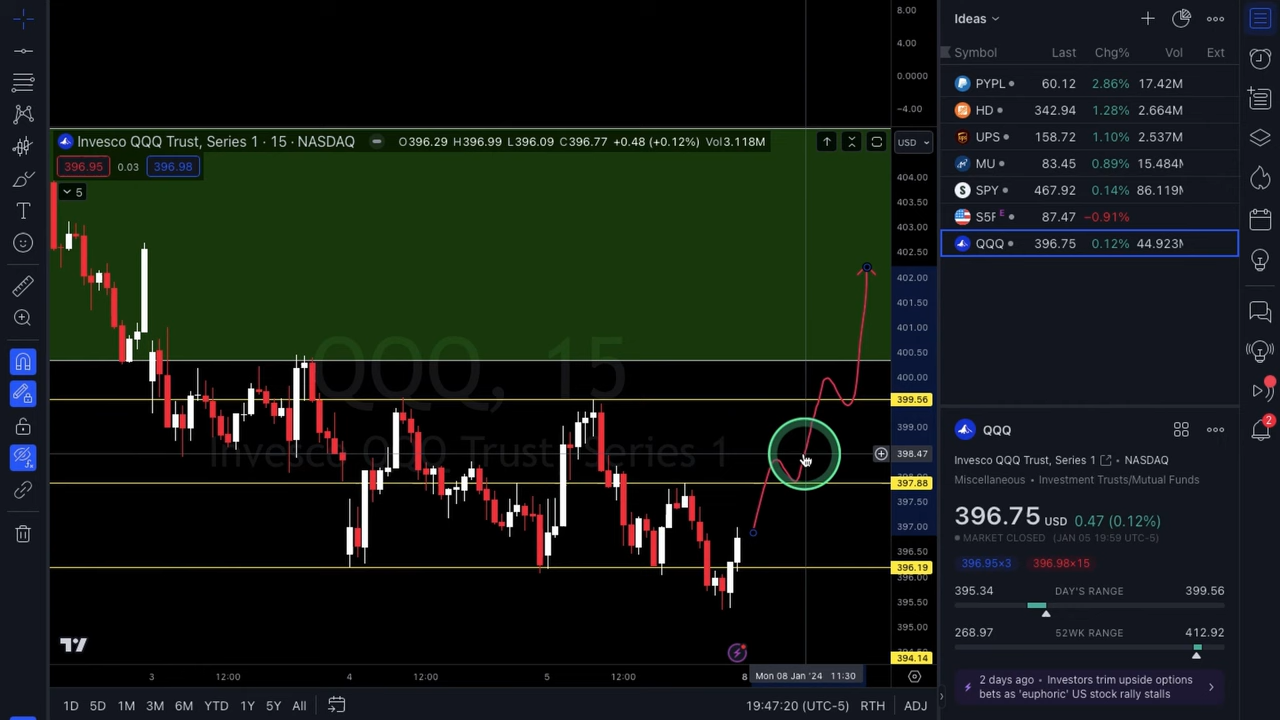 8.00
4.00
0.0000
−4.00
Invesco QQQ Trust, Series 1 · 15 · NASDAQ O396.29 H396.99 L396.09 C396.77 +0.48 (+0.12%) Vol3.118M USD
396.95 0.03 396.98
5
404.00
403.50
403.00
402.50
402.00
401.50
401.00
400.50
400.00
399.56
399.00
398.47
397.88
397.50
397.00
396.50
396.19
396.00
395.50
395.00
394.14
QQQ, 15
Invesco QQQ Trust, Series 1
3 12:00 4 12:00 5 12:00 8 Mon 08 Jan '24 11:30
1D 5D 1M 3M 6M YTD 1Y 5Y All 19:47:20 (UTC-5) RTH ADJ
Ideas
Symbol Last Chg% Vol Ext
PYPL 60.12 2.86% 17.42M
HD 342.94 1.28% 2.664M
UPS 158.72 1.10% 2.537M
MU 83.45 0.89% 15.484M
SPY 467.92 0.14% 86.119M
S5F E 87.47 −0.91%
QQQ 396.75 0.12% 44.923M
QQQ
Invesco QQQ Trust, Series 1 • NASDAQ
Miscellaneous • Investment Trusts/Mutual Funds
396.75 USD 0.47 (0.12%)
MARKET CLOSED (JAN 05 19:59 UTC-5)
396.95×3 396.98×15
395.34 DAY'S RANGE 399.56
268.97 52WK RANGE 412.92
2 days ago • Investors trim upside options
bets as 'euphoric' US stock rally stalls
2